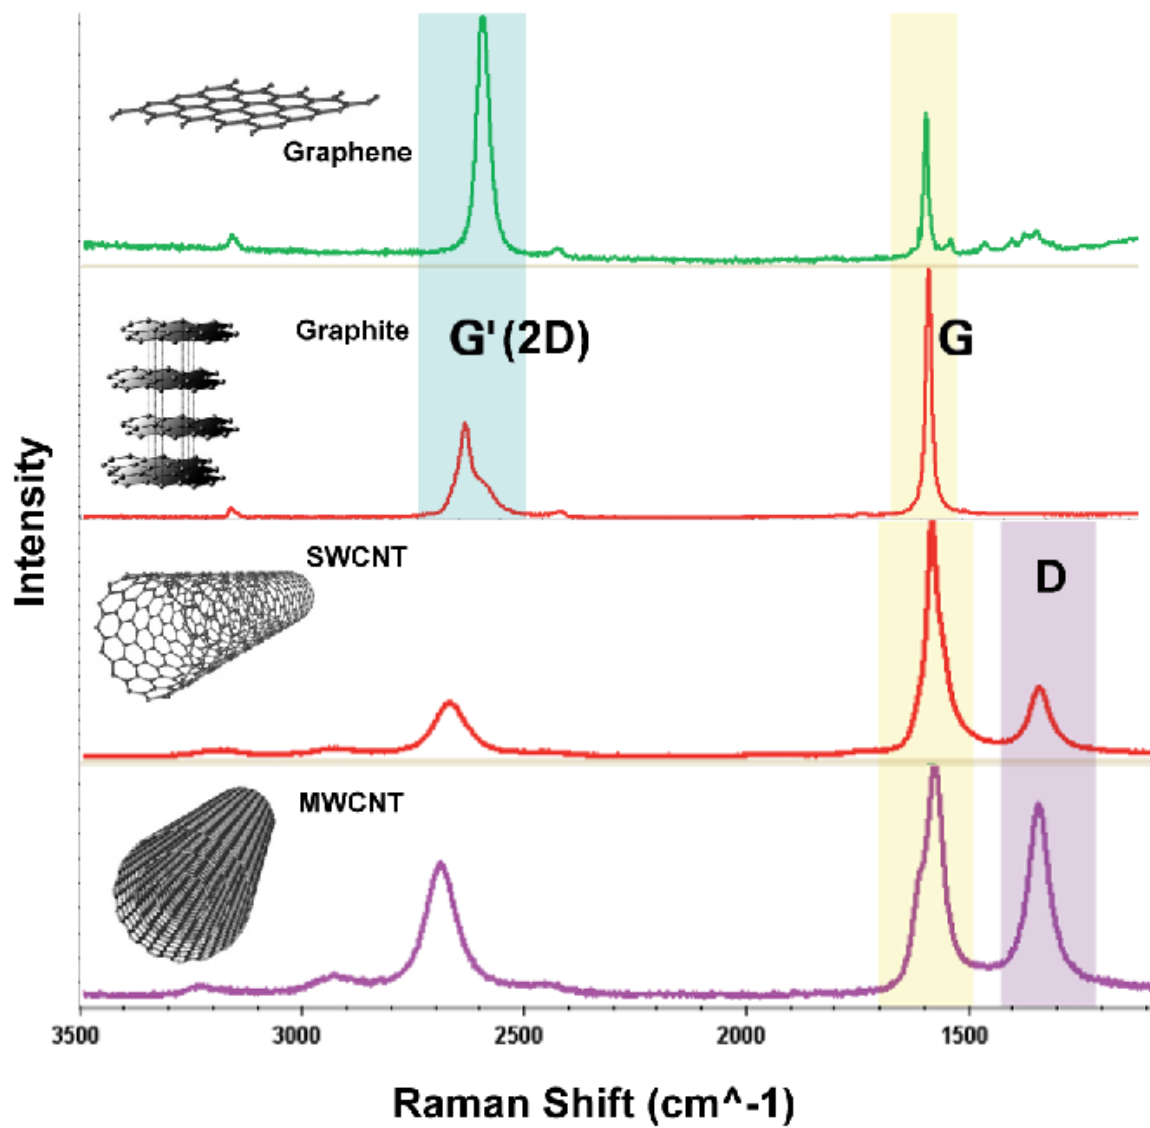 Graphene
Graphite
G' (2D)
G
SWCNT
D
MWCNT
Intensity
3500
3000
2500
2000
1500
Raman Shift (cm^-1)